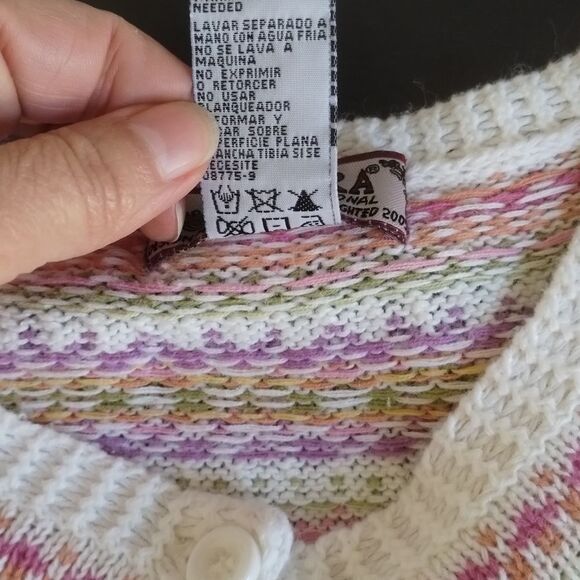 NEEDED
LAVAR SEPARADO A
MANO CON AGUA FRIA
NO SE LAVA A
MAQUINA
NO EXPRIMIR
O RETORCER
NO USAR
BLANQUEADOR
FORMAR Y
SOBRE
SUPERFICIE PLANA
PLANCHA TIBIA SI SE
NECESITE
08775-9